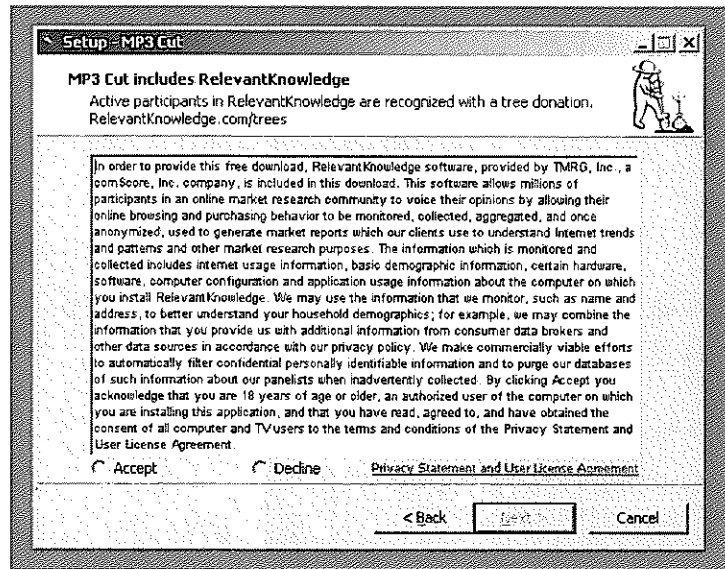 Setup - MP3 Cut
MP3 Cut includes RelevantKnowledge
Active participants in RelevantKnowledge are recognized with a tree donation.
RelevantKnowledge.com/trees
In order to provide this free download, RelevantKnowledge software, provided by TMRG, Inc., a
comScore, Inc. company, is included in this download. This software allows millions of
participants in an online market research community to voice their opinions by allowing their
online browsing and purchasing behavior to be monitored, collected, aggregated, and once
anonymized, used to generate market reports which our clients use to understand Internet trends
and patterns and other market research purposes. The information which is monitored and
collected includes internet usage information, basic demographic information, certain hardware,
software, computer configuration and application usage information about the computer on which
you install RelevantKnowledge. We may use the information that we monitor, such as name and
address, to better understand your household demographics; for example, we may combine the
information that you provide us with additional information from consumer data brokers and
other data sources in accordance with our privacy policy. We make commercially viable efforts
to automatically filter confidential personally identifiable information and to purge our databases
of such information about our panelists when inadvertently collected. By clicking Accept you
acknowledge that you are 18 years of age or older, an authorized user of the computer on which
you are installing this application, and that you have read, agreed to, and have obtained the
consent of all computer and TV users to the terms and conditions of the Privacy Statement and
User License Agreement.
Accept Decline Privacy Statement and User License Agreement
< Back Next Cancel